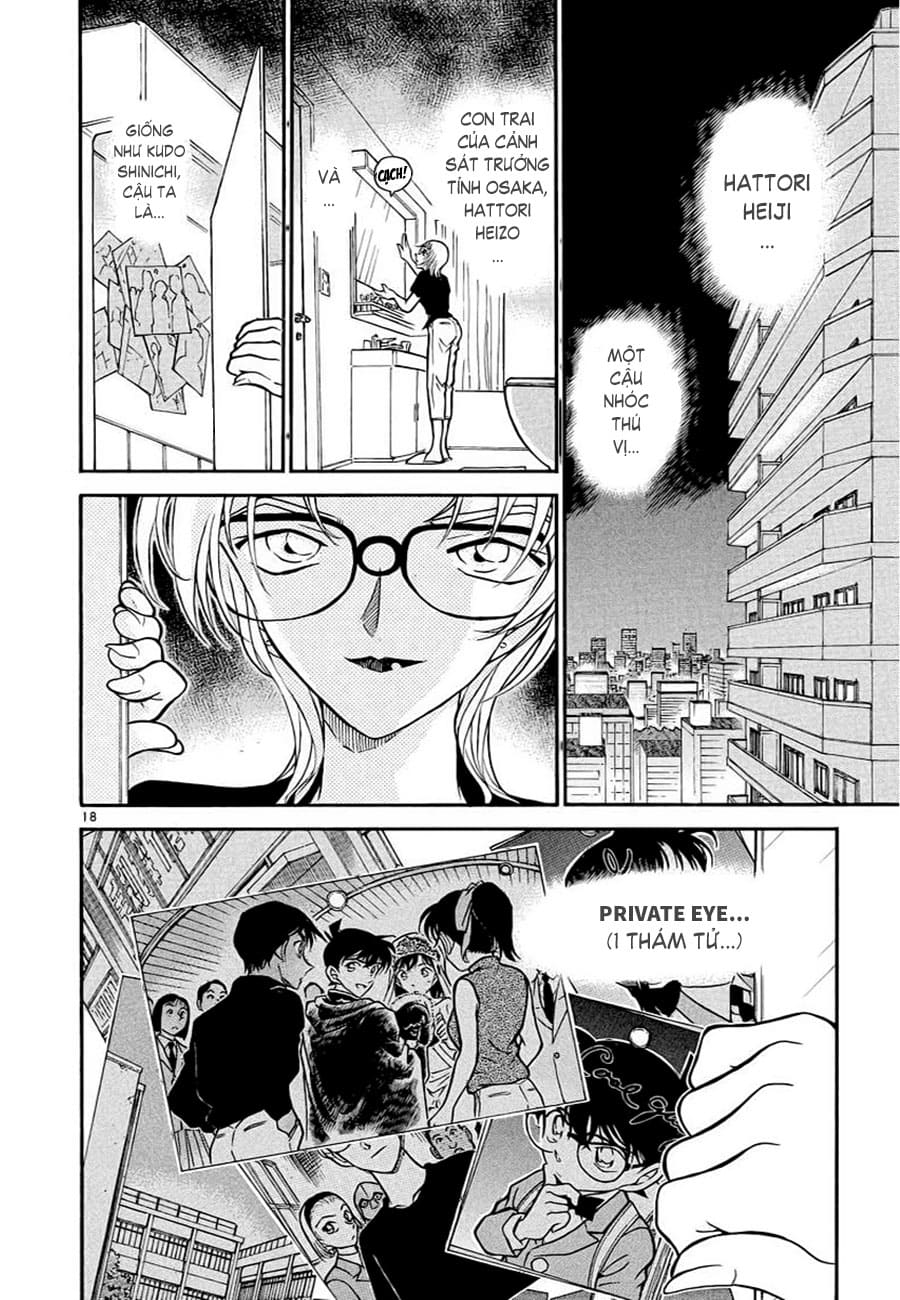 HATTORI
HEIJI
...
MỘT
CẬU
NHÓC
THÚ
VỊ...
CON TRAI
CỦA CẢNH
SÁT TRƯỞNG
TỈNH OSAKA,
HATTORI
HEIZO
...
CẠCH!
VÀ
...
GIỐNG
NHƯ KUDO
SHINICHI,
CẬU TA
LÀ...
18
PRIVATE EYE...
(1 THÁM TỬ...)